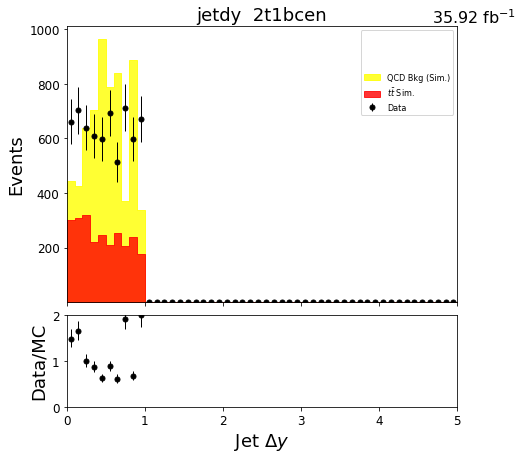 jetdy 2t1bcen
35.92 fb⁻¹
1000
800
600
400
200
Events
QCD Bkg (Sim.)
tt̄ Sim.
Data
2
1
0
Data/MC
0 1 2 3 4 5
Jet Δy